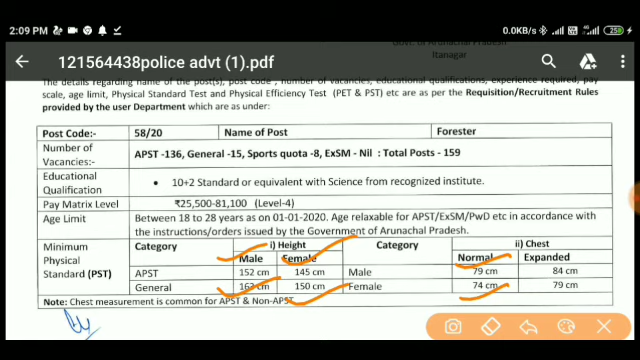 2:09 PM 0.0KB/s 4G 25
121564438police advt (1).pdf
Govt. of Arunachal Pradesh
Itanagar
The details regarding name of the post(s), post code, number of vacancies, educational qualifications, experience required, pay
scale, age limit, Physical Standard Test and Physical Efficiency Test (PET & PST) etc are as per the Requisition/Recruitment Rules
provided by the user Department which are as under:
Post Code:- 58/20 Name of Post Forester
Number of Vacancies:- APST -136, General -15, Sports quota -8, ExSM - Nil : Total Posts - 159
Educational Qualification • 10+2 Standard or equivalent with Science from recognized institute.
Pay Matrix Level ₹25,500-81,100 (Level-4)
Age Limit Between 18 to 28 years as on 01-01-2020. Age relaxable for APST/ExSM/PwD etc in accordance with
the instructions/orders issued by the Government of Arunachal Pradesh.
Minimum Category i) Height Category ii) Chest
Physical Male Female Normal Expanded
Standard (PST) APST 152 cm 145 cm Male 79 cm 84 cm
General 163 cm 150 cm Female 74 cm 79 cm
Note: Chest measurement is common for APST & Non-APST